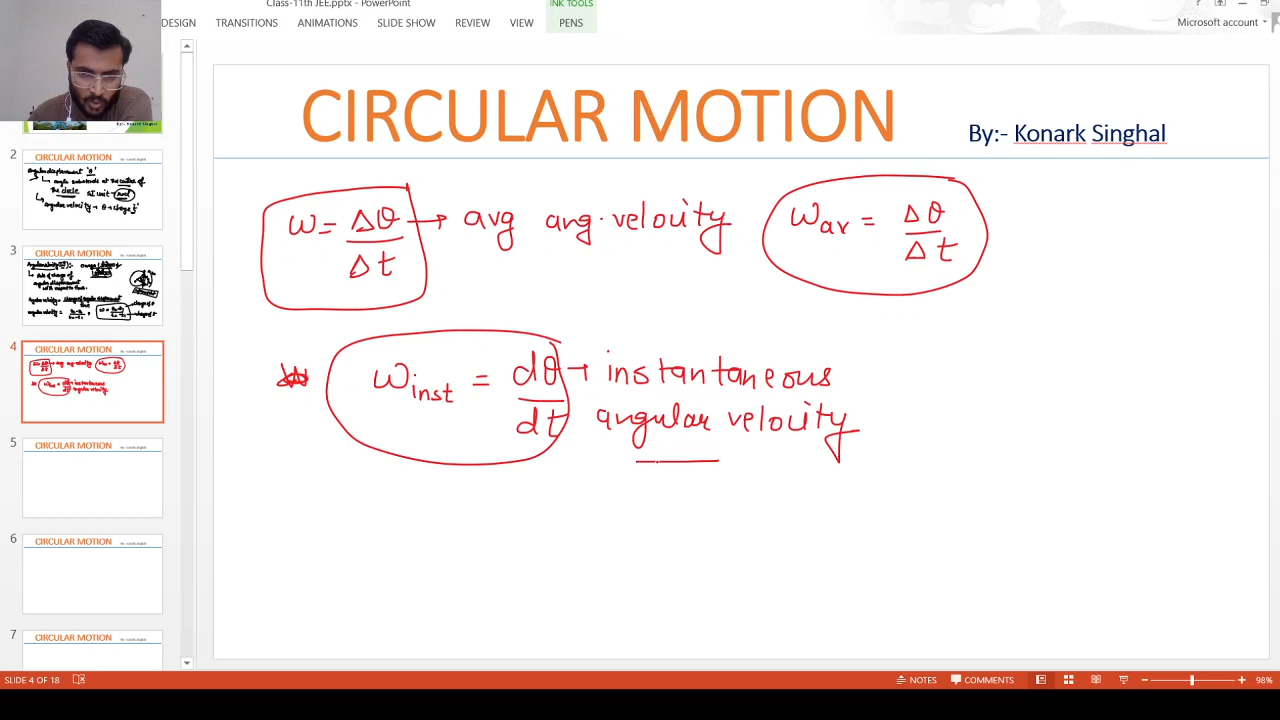 Class-11th JEE.pptx - PowerPoint
INK TOOLS
DESIGN TRANSITIONS ANIMATIONS SLIDE SHOW REVIEW VIEW PENS
Microsoft account
CIRCULAR MOTION
By:- Konark Singhal
ω = Δθ/Δt → avg ang. velocity
ω av = Δθ/Δt
ω inst = dθ/dt → instantaneous
angular velocity
2
CIRCULAR MOTION
3
CIRCULAR MOTION
4
CIRCULAR MOTION
5
CIRCULAR MOTION
6
CIRCULAR MOTION
7
CIRCULAR MOTION
SLIDE 4 OF 18
NOTES COMMENTS 98%